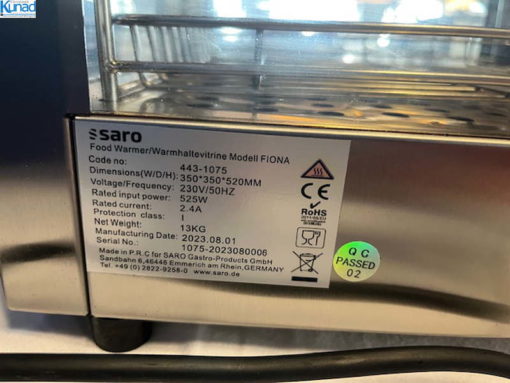 Kunad
saro
Food Warmer/Warmhaltevitrine Modell FIONA
Code no: 443-1075
Dimensions(W/D/H): 350*350*520MM
Voltage/Frequency: 230V/50HZ
Rated input power: 525W
Rated current: 2.4A
Protection class: I
Net Weight: 13KG
Manufacturing Date: 2023.08.01
Serial No.: 1075-2023080006
Made in P.R.C for SARO Gastro-Products GmbH
Sandbahn 6,46446 Emmerich am Rhein,GERMANY
Tel. +49 (0) 2822-9258-0 www.saro.de
CE
RoHS
QC
PASSED
02